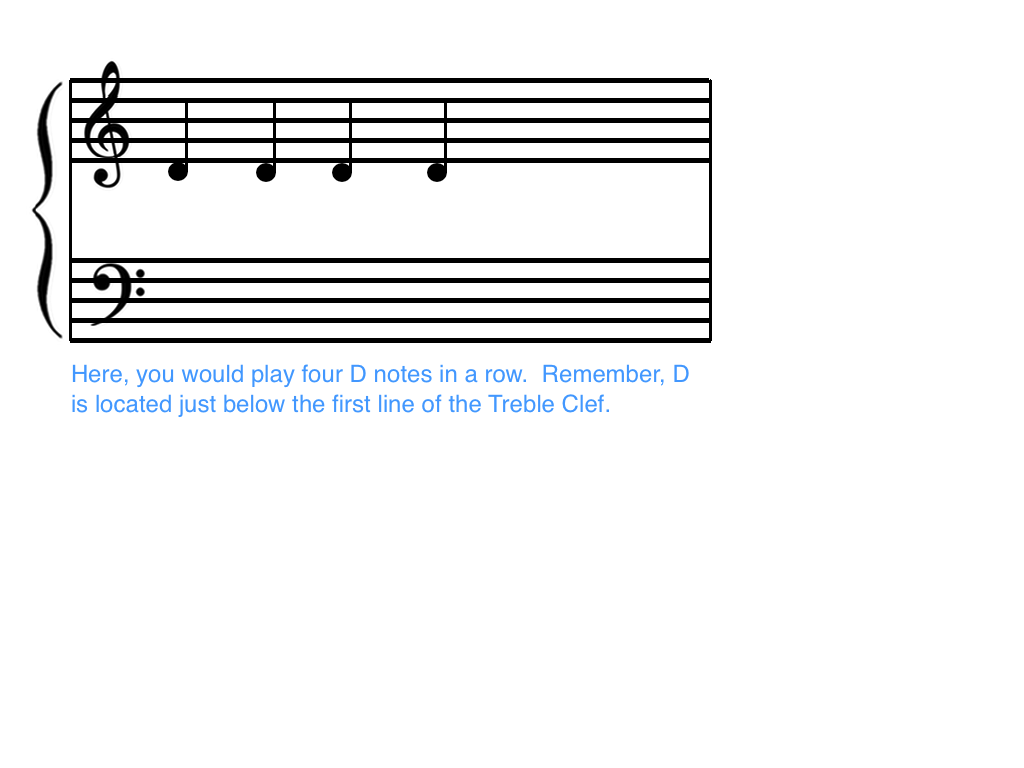 Here, you would play four D notes in a row.  Remember, D
is located just below the first line of the Treble Clef.